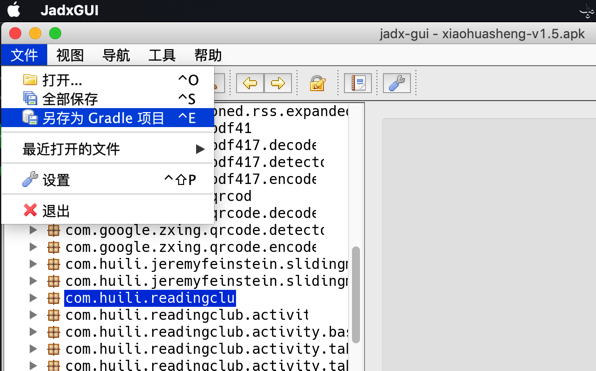 JadxGUI
jadx-gui - xiaohuasheng-v1.5.apk
文件 视图 导航 工具 帮助
打开... ^O
全部保存 ^S
另存为 Gradle 项目 ^E
最近打开的文件
设置 ^⇧P
退出
oned.rss.expanded
pdf41
pdf417.decode
pdf417.detecto
pdf417.encode
qrcod
qrcode.decode
com.google.zxing.qrcode.detecto
com.google.zxing.qrcode.encode
com.huili.jeremyfeinstein.slidingm
com.huili.jeremyfeinstein.slidingm
com.huili.readingclu
com.huili.readingclub.activit
com.huili.readingclub.activity.bas
com.huili.readingclub.activity.tal
com.huili.readingclub.activity.tal